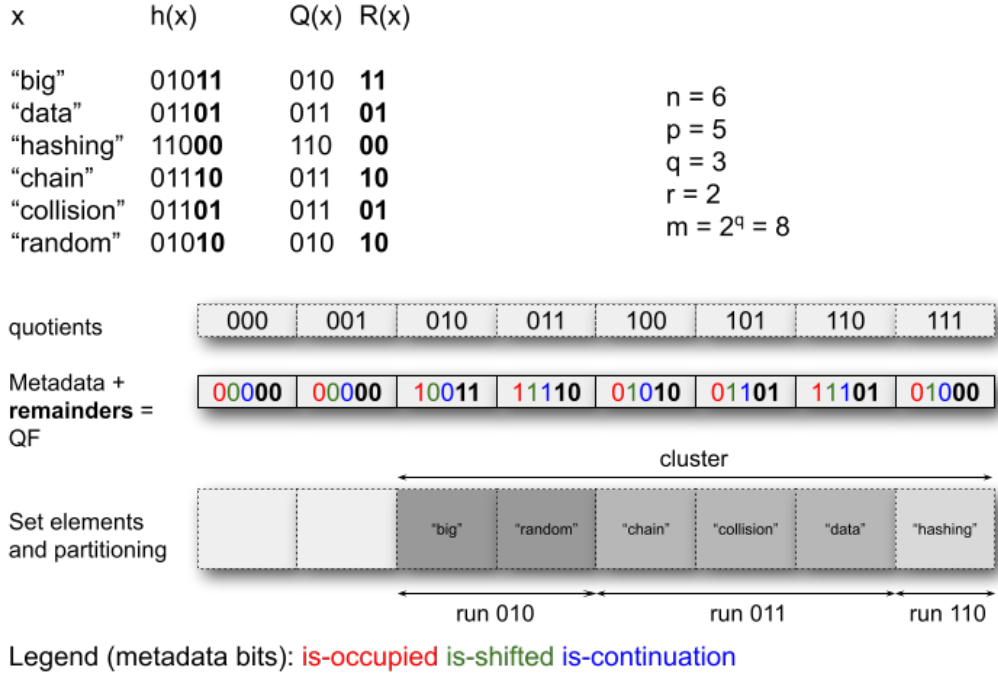 x h(x) Q(x) R(x)
“big” 01011 010 11
“data” 01101 011 01
“hashing” 11000 110 00
“chain” 01110 011 10
“collision” 01101 011 01
“random” 01010 010 10
n = 6
p = 5
q = 3
r = 2
m = 2^q = 8
quotients 000 001 010 011 100 101 110 111
Metadata +
remainders =
QF
00000 00000 10011 11110 01010 01101 11101 01000
cluster
Set elements
and partitioning
“big” “random” “chain” “collision” “data” “hashing”
run 010 run 011 run 110
Legend (metadata bits): is-occupied is-shifted is-continuation